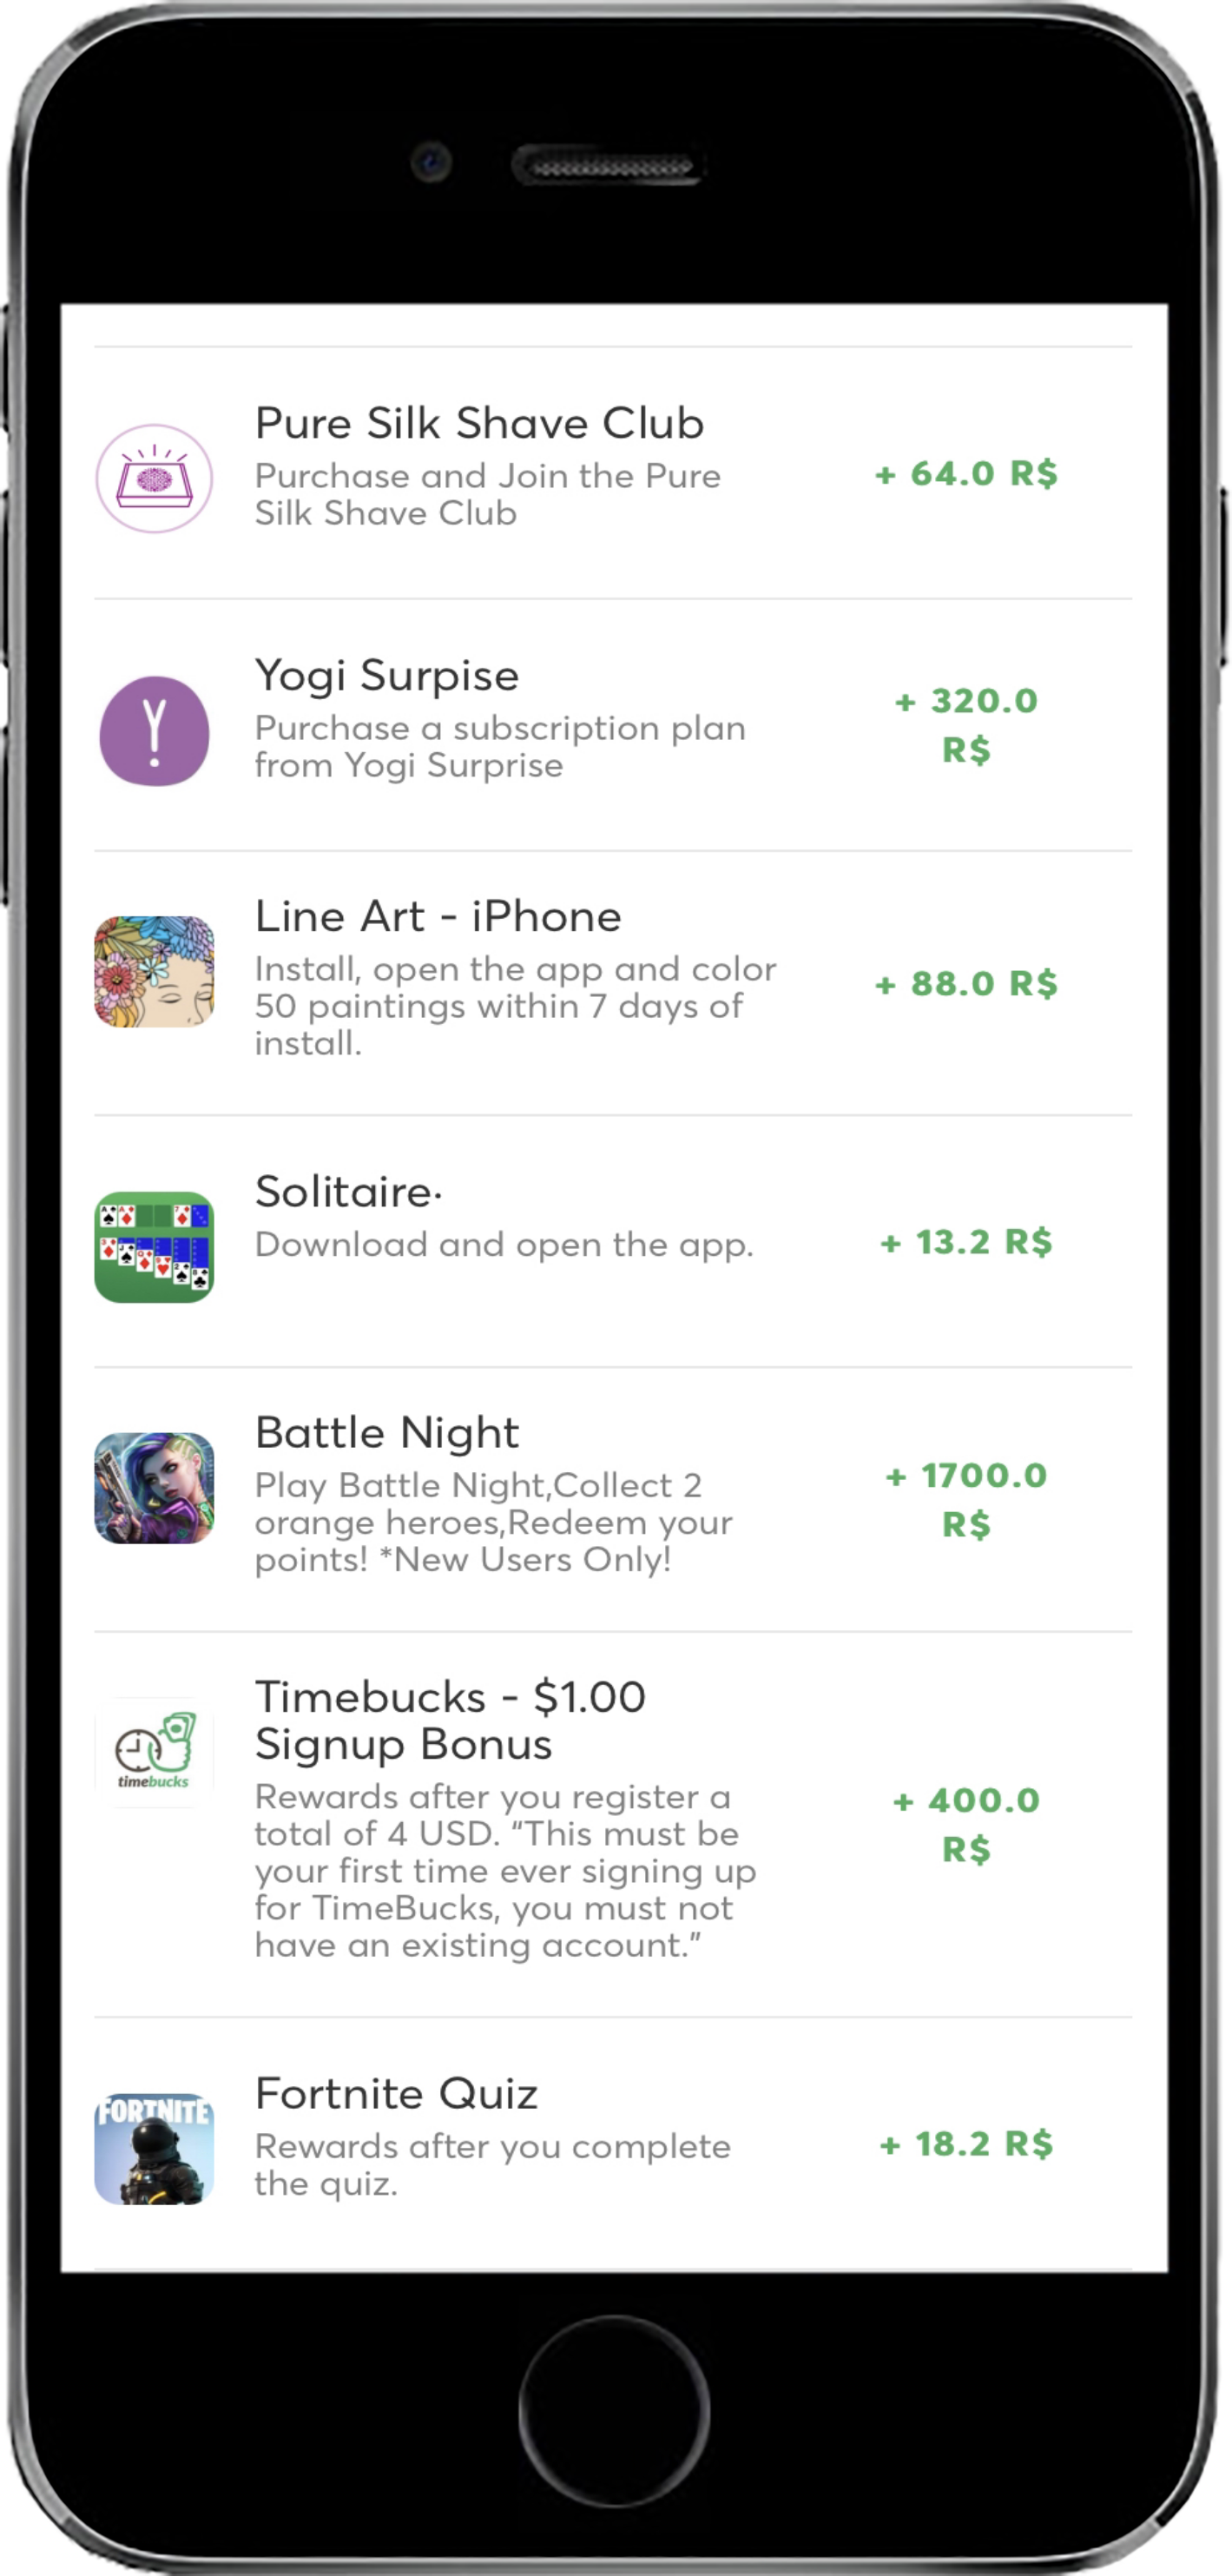 Pure Silk Shave Club
Purchase and Join the Pure
Silk Shave Club
+ 64.0 R$
Yogi Surpise
Purchase a subscription plan
from Yogi Surprise
+ 320.0
R$
Line Art - iPhone
Install, open the app and color
50 paintings within 7 days of
install.
+ 88.0 R$
Solitaire·
Download and open the app.
+ 13.2 R$
Battle Night
Play Battle Night,Collect 2
orange heroes,Redeem your
points! *New Users Only!
+ 1700.0
R$
timebucks
Timebucks - $1.00
Signup Bonus
Rewards after you register a
total of 4 USD. “This must be
your first time ever signing up
for TimeBucks, you must not
have an existing account.”
+ 400.0
R$
FORTNITE
Fortnite Quiz
Rewards after you complete
the quiz.
+ 18.2 R$